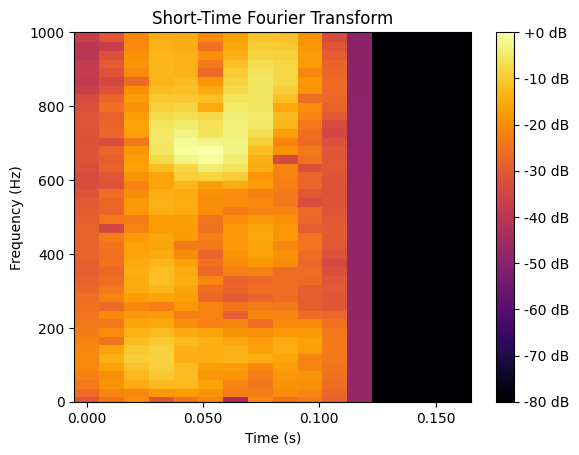 Short-Time Fourier Transform
Frequency (Hz)
1000
800
600
400
200
0
0.000 0.050 0.100 0.150
Time (s)
+0 dB
-10 dB
-20 dB
-30 dB
-40 dB
-50 dB
-60 dB
-70 dB
-80 dB